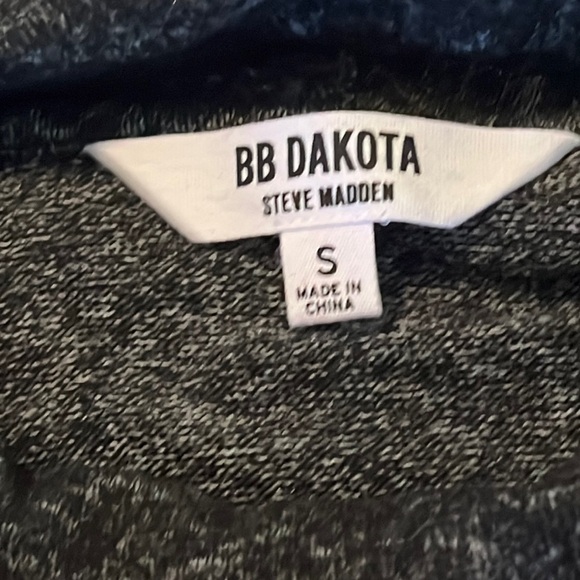 BB DAKOTA
STEVE MADDEN
S
MADE IN
CHINA